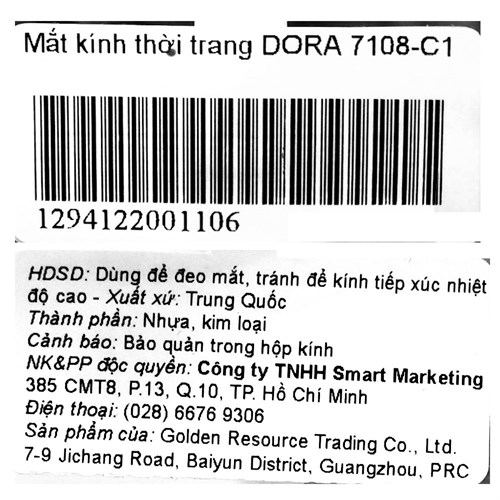 Mắt kính thời trang DORA 7108-C1
1294122001106
HDSD: Dùng để đeo mắt, tránh để kính tiếp xúc nhiệt
độ cao - Xuất xứ: Trung Quốc
Thành phần: Nhựa, kim loại
Cảnh báo: Bảo quản trong hộp kính
NK&PP độc quyền: Công ty TNHH Smart Marketing
385 CMT8, P.13, Q.10, TP. Hồ Chí Minh
Điện thoại: (028) 6676 9306
Sản phẩm của: Golden Resource Trading Co., Ltd.
7-9 Jichang Road, Baiyun District, Guangzhou, PRC